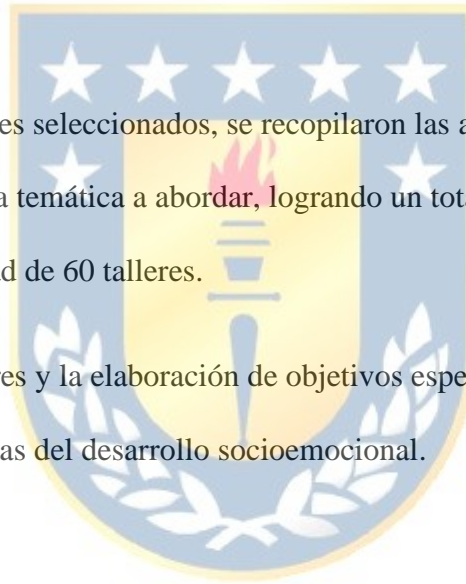 es seleccionados, se recopilaron las a
a temática a abordar, logrando un tota
ad de 60 talleres.
res y la elaboración de objetivos espe
as del desarrollo socioemocional.